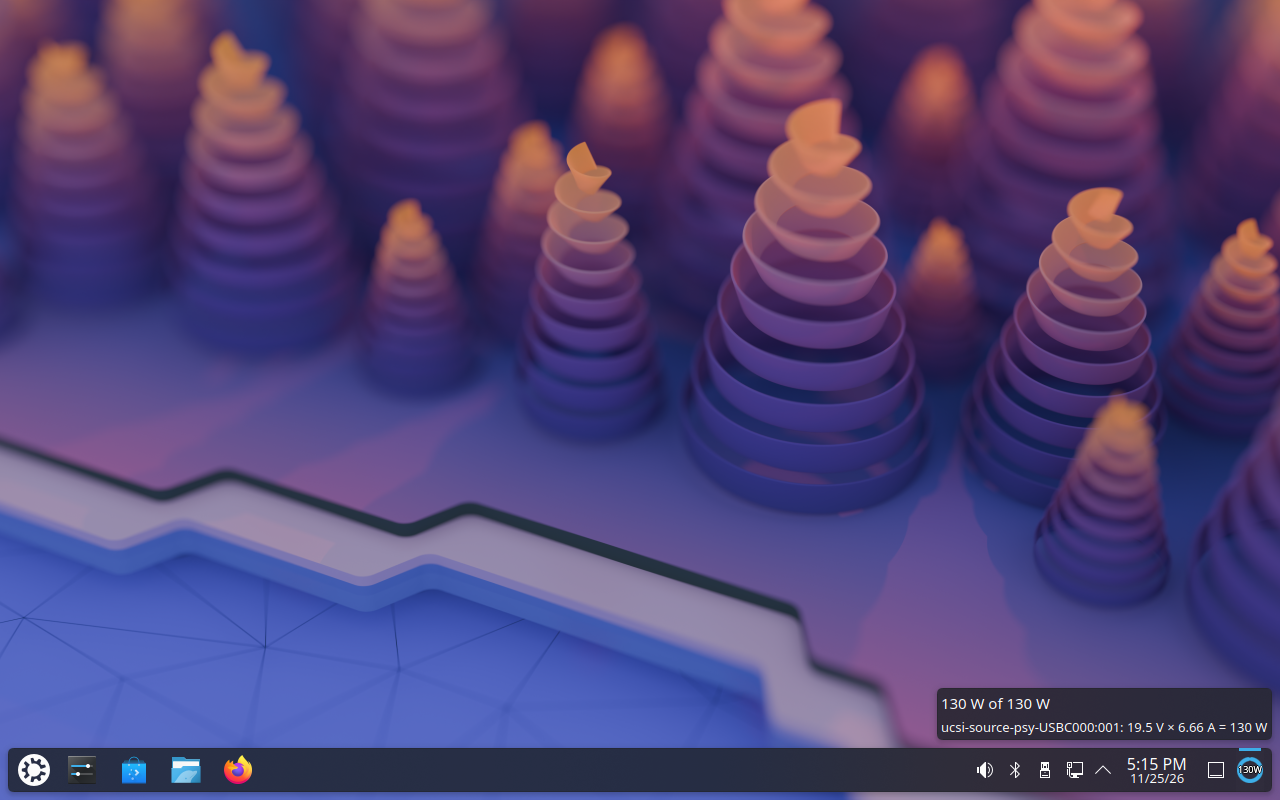 130 W of 130 W
ucsi-source-psy-USBC000:001: 19.5 V × 6.66 A = 130 W
5:15 PM
11/25/26
130W